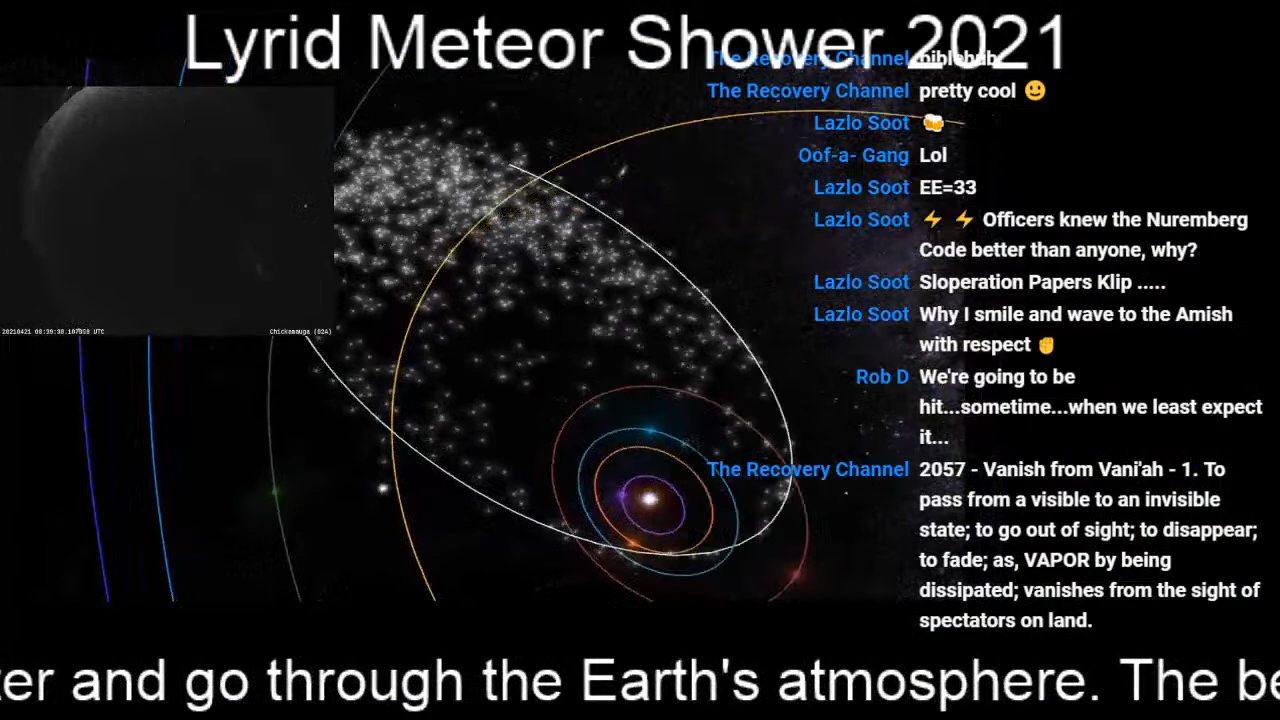 Lyrid Meteor Shower 2021
The Recovery Channel biblehub
The Recovery Channel pretty cool 🙂
Lazlo Soot 🍻
Oof-a- Gang Lol
Lazlo Soot EE=33
Lazlo Soot ⚡ ⚡ Officers knew the Nuremberg
Code better than anyone, why?
Lazlo Soot Sloperation Papers Klip .....
Lazlo Soot Why I smile and wave to the Amish
with respect ✊
Rob D We're going to be
hit...sometime...when we least expect
it...
The Recovery Channel 2057 - Vanish from Vani'ah - 1. To
pass from a visible to an invisible
state; to go out of sight; to disappear;
to fade; as, VAPOR by being
dissipated; vanishes from the sight of
spectators on land.
Chickamauga (02A)
ter and go through the Earth's atmosphere. The be